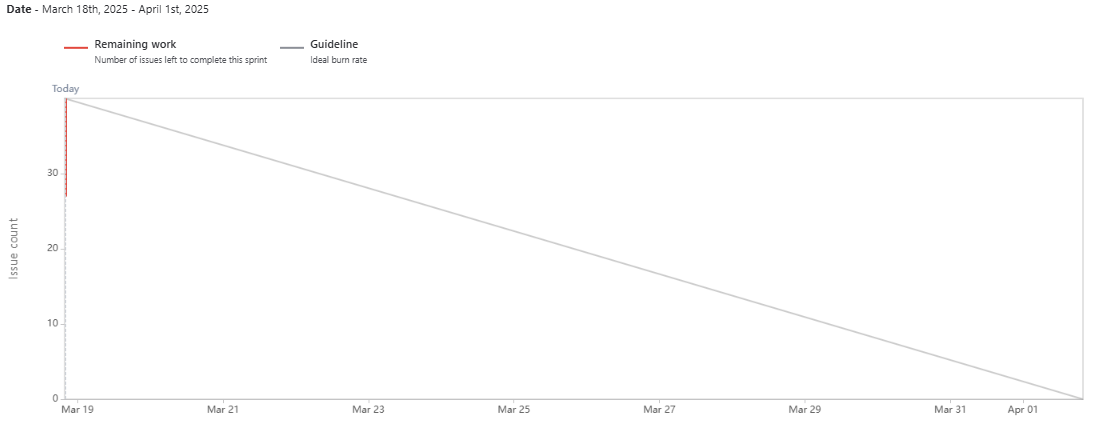 Date - March 18th, 2025 - April 1st, 2025
Remaining work
Number of issues left to complete this sprint
Guideline
Ideal burn rate
Today
30
20
10
0
Issue count
Mar 19 Mar 21 Mar 23 Mar 25 Mar 27 Mar 29 Mar 31 Apr 01